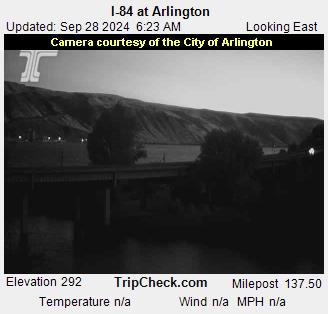 I-84 at Arlington
Updated: Sep 28 2024 6:23 AM Looking East
Camera courtesy of the City of Arlington
Elevation 292 TripCheck.com Milepost 137.50
Temperature n/a Wind n/a MPH n/a